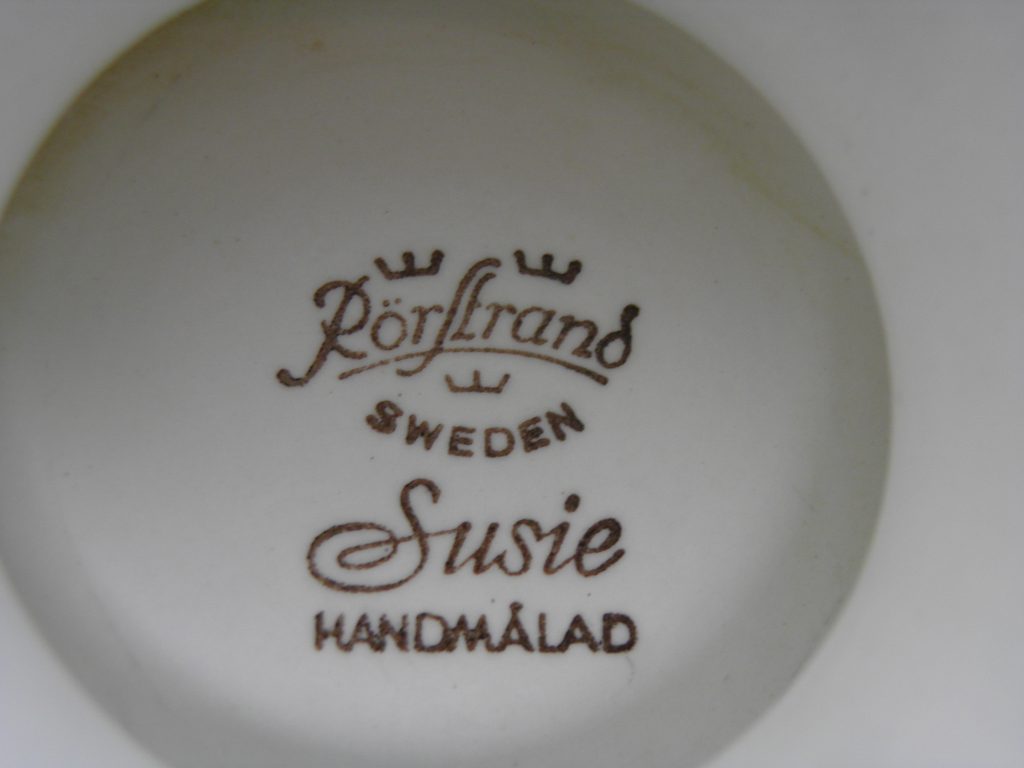 Rörstrand
SWEDEN
Susie
HANDMÅLAD